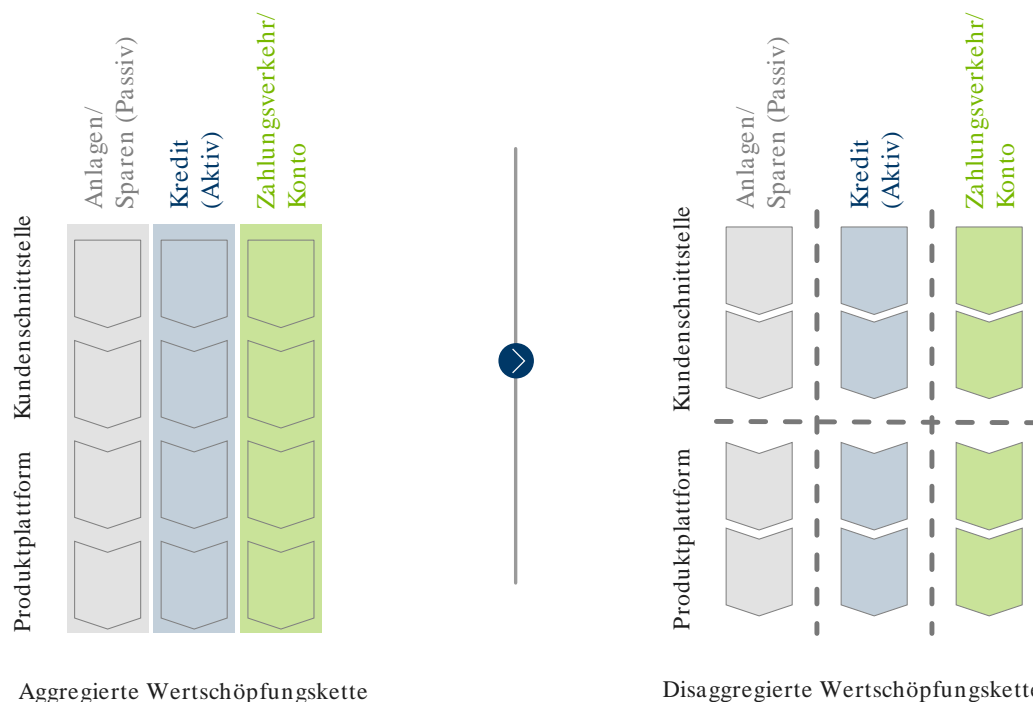 Anlagen/
Sparen (Passiv)
Kredit
(Aktiv)
Zahlungsverkehr/
Konto
Kundenschnittstelle
Produktplattform
Aggregierte Wertschöpfungskette
Anlagen/
Sparen (Passiv)
Kredit
(Aktiv)
Zahlungsverkehr/
Konto
Kundenschnittstelle
Produktplattform
Disaggregierte Wertschöpfungskette